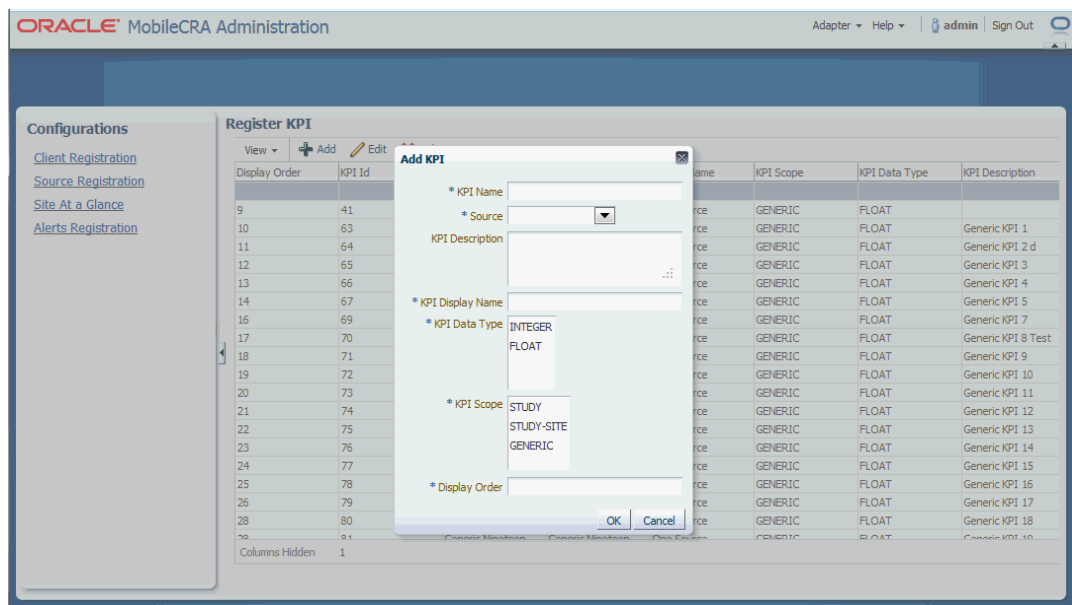 ORACLE MobileCRA Administration
Adapter Help admin Sign Out
Configurations
Client Registration
Source Registration
Site At a Glance
Alerts Registration
Register KPI
View Add Edit
Display Order KPI Id KPI Scope KPI Data Type KPI Description
9 41 GENERIC FLOAT
10 63 GENERIC FLOAT Generic KPI 1
11 64 GENERIC FLOAT Generic KPI 2 d
12 65 GENERIC FLOAT Generic KPI 3
13 66 GENERIC FLOAT Generic KPI 4
14 67 GENERIC FLOAT Generic KPI 5
16 69 GENERIC FLOAT Generic KPI 7
17 70 GENERIC FLOAT Generic KPI 8 Test
18 71 GENERIC FLOAT Generic KPI 9
19 72 GENERIC FLOAT Generic KPI 10
20 73 GENERIC FLOAT Generic KPI 11
21 74 GENERIC FLOAT Generic KPI 12
22 75 GENERIC FLOAT Generic KPI 13
23 76 GENERIC FLOAT Generic KPI 14
24 77 GENERIC FLOAT Generic KPI 15
25 78 GENERIC FLOAT Generic KPI 16
26 79 GENERIC FLOAT Generic KPI 17
28 80 GENERIC FLOAT Generic KPI 18
Columns Hidden 1
Add KPI
* KPI Name
* Source
KPI Description
* KPI Display Name
* KPI Data Type INTEGER
FLOAT
* KPI Scope STUDY
STUDY-SITE
GENERIC
* Display Order
OK Cancel